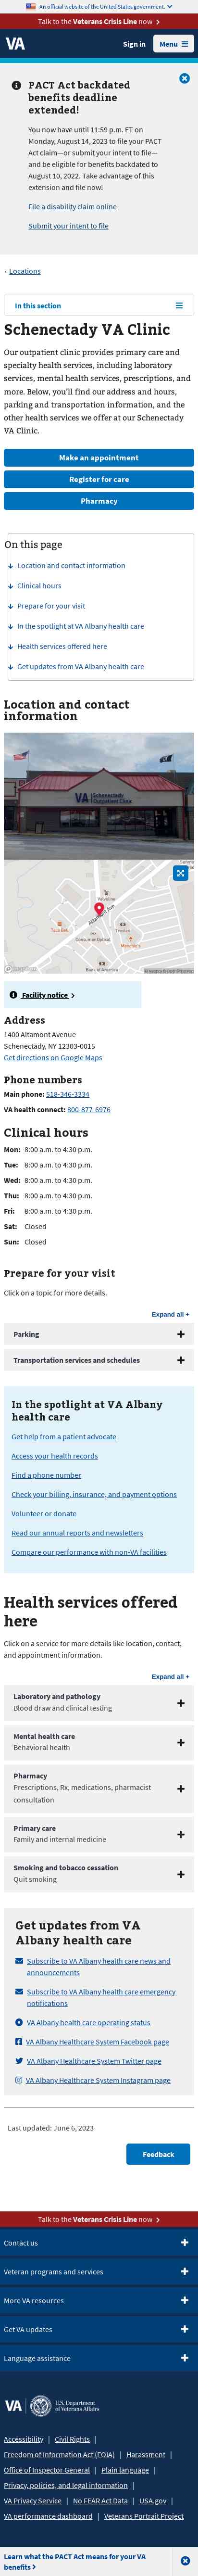 An official website of the United States government.
Talk to the Veterans Crisis Line now
VA
Sign in
Menu
PACT Act backdated
benefits deadline
extended!
You now have until 11:59 p.m. ET on
Monday, August 14, 2023 to file your PACT
Act claim—or submit your intent to file—
and be eligible for benefits backdated to
August 10, 2022. Take advantage of this
extension and file now!
File a disability claim online
Submit your intent to file
‹ Locations
In this section
Schenectady VA Clinic
Our outpatient clinic provides primary care and
specialty health services, including laboratory
services, mental health services, prescriptions, and
more. Below, you'll find our address and hours,
parking and transportation information, and the
other health services we offer at our Schenectady
VA Clinic.
Make an appointment
Register for care
Pharmacy
On this page
Location and contact information
Clinical hours
Prepare for your visit
In the spotlight at VA Albany health care
Health services offered here
Get updates from VA Albany health care
Location and contact
information
VA Schenectady
Outpatient Clinic
Valvoline
Altamont Ave
Taco Bell
Truance
Consumer Optical
Bank of America
Facility notice
Address
1400 Altamont Avenue
Schenectady, NY 12303-0015
Get directions on Google Maps
Phone numbers
Main phone: 518-346-3334
VA health connect: 800-877-6976
Clinical hours
Mon: 8:00 a.m. to 4:30 p.m.
Tue: 8:00 a.m. to 4:30 p.m.
Wed: 8:00 a.m. to 4:30 p.m.
Thu: 8:00 a.m. to 4:30 p.m.
Fri: 8:00 a.m. to 4:30 p.m.
Sat: Closed
Sun: Closed
Prepare for your visit
Click on a topic for more details.
Expand all +
Parking
Transportation services and schedules
In the spotlight at VA Albany
health care
Get help from a patient advocate
Access your health records
Find a phone number
Check your billing, insurance, and payment options
Volunteer or donate
Read our annual reports and newsletters
Compare our performance with non-VA facilities
Health services offered
here
Click on a service for more details like location, contact,
and appointment information.
Expand all +
Laboratory and pathology
Blood draw and clinical testing
Mental health care
Behavioral health
Pharmacy
Prescriptions, Rx, medications, pharmacist
consultation
Primary care
Family and internal medicine
Smoking and tobacco cessation
Quit smoking
Get updates from VA
Albany health care
Subscribe to VA Albany health care news and
announcements
Subscribe to VA Albany health care emergency
notifications
VA Albany health care operating status
VA Albany Healthcare System Facebook page
VA Albany Healthcare System Twitter page
VA Albany Healthcare System Instagram page
Last updated: June 6, 2023
Feedback
Talk to the Veterans Crisis Line now
Contact us
Veteran programs and services
More VA resources
Get VA updates
Language assistance
VA U.S. Department
of Veterans Affairs
Accessibility | Civil Rights |
Freedom of Information Act (FOIA) | Harassment |
Office of Inspector General | Plain language |
Privacy, policies, and legal information |
VA Privacy Service | No FEAR Act Data | USA.gov |
VA performance dashboard | Veterans Portrait Project
Learn what the PACT Act means for your VA
benefits